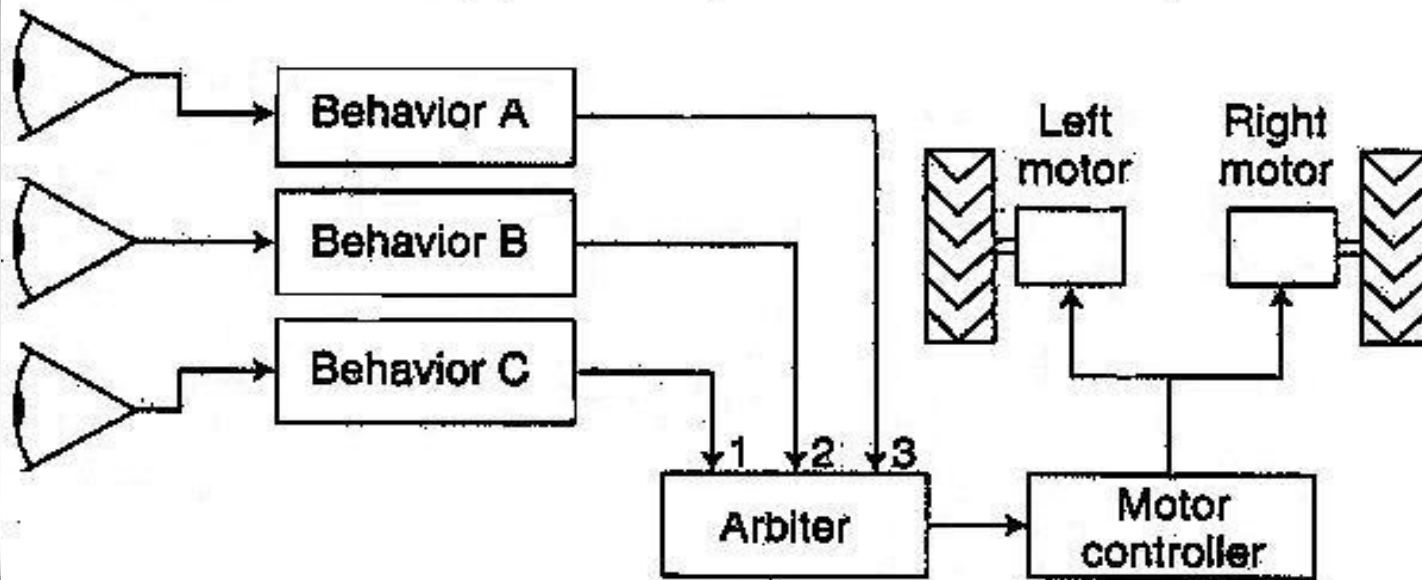 Behavior A
Behavior B
Behavior C
Left
motor
Right
motor
1
2
3
Arbiter
Motor
controller